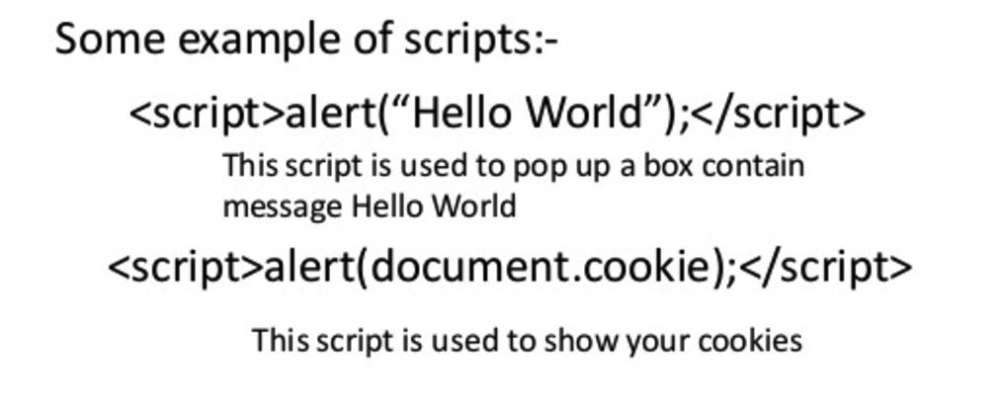 Some example of scripts:-
<script>alert(“Hello World”);</script>
This script is used to pop up a box contain
message Hello World
<script>alert(document.cookie);</script>
This script is used to show your cookies